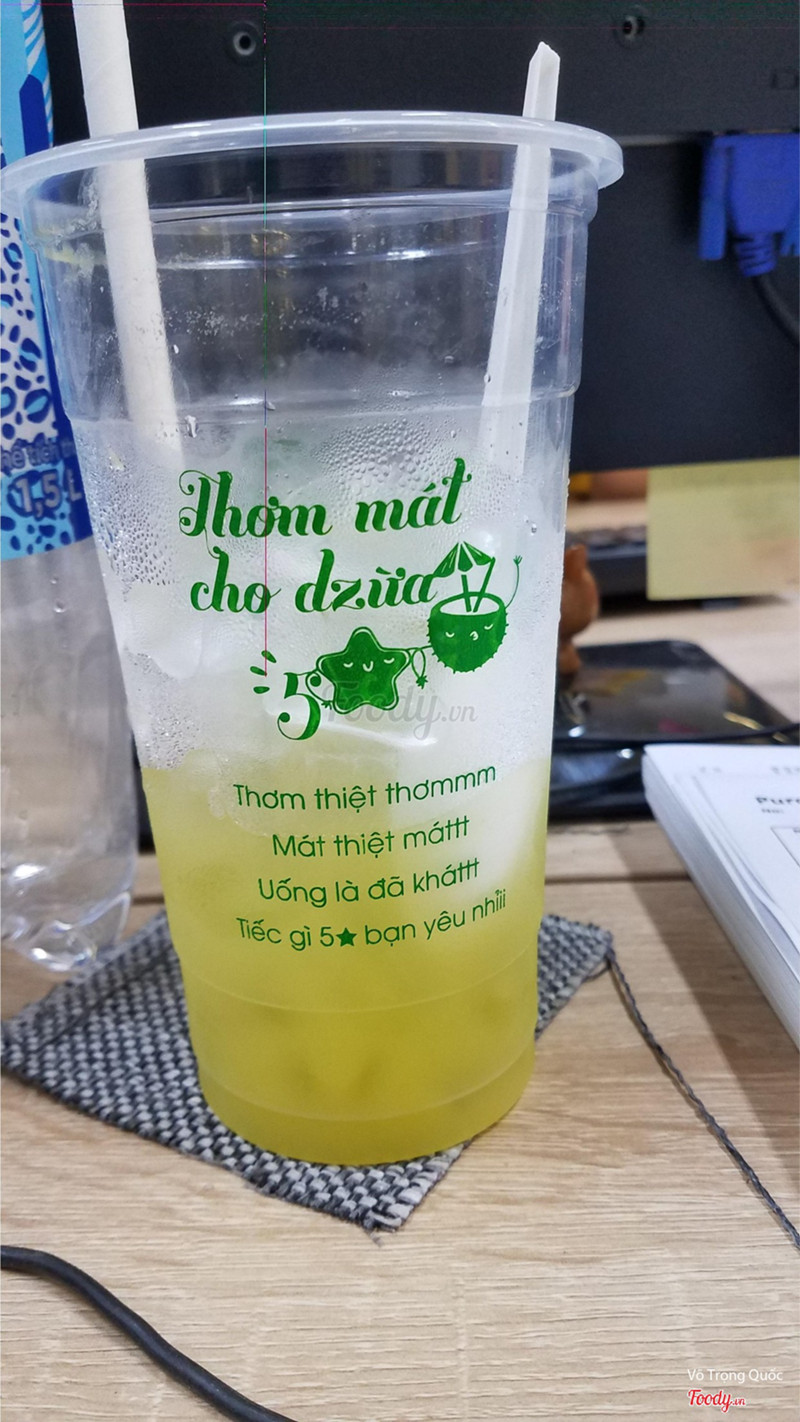 Thơm mát
cho dzừa
5
Foody.vn
Thơm thiệt thơmmm
Mát thiệt máttt
Uống là đã kháttt
Tiếc gì 5★ bạn yêu nhiiii
1,5 L
Võ Trọng Quốc
Foody.vn